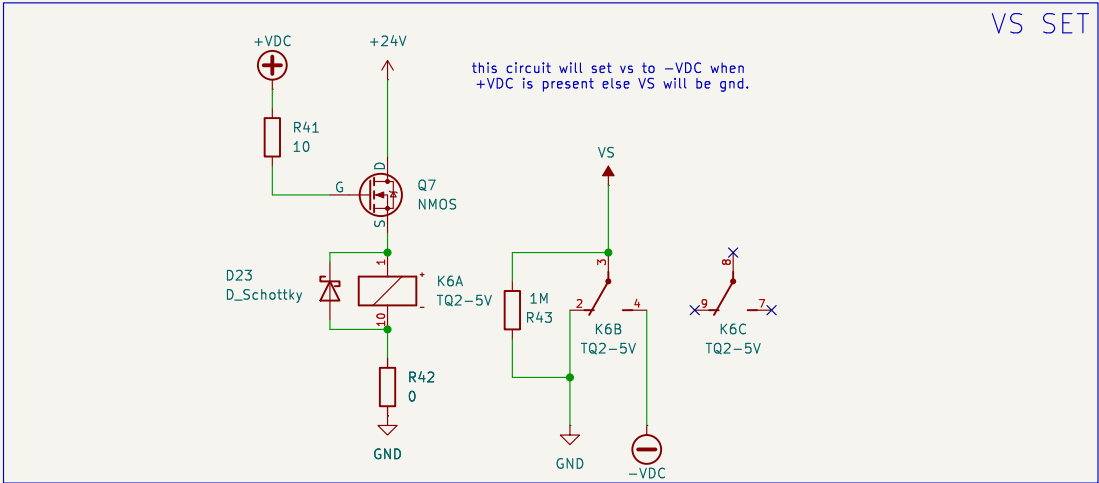 VS SET
+VDC
+24V
this circuit will set vs to -VDC when
+VDC is present else VS will be gnd.
R41
10
VS
D
G
Q7
NMOS
S
D23
D_Schottky
1
+
K6A
TQ2-5V
-
10
3
1M
R43
2
4
K6B
TQ2-5V
8
9
7
K6C
TQ2-5V
R42
0
GND
GND
-VDC